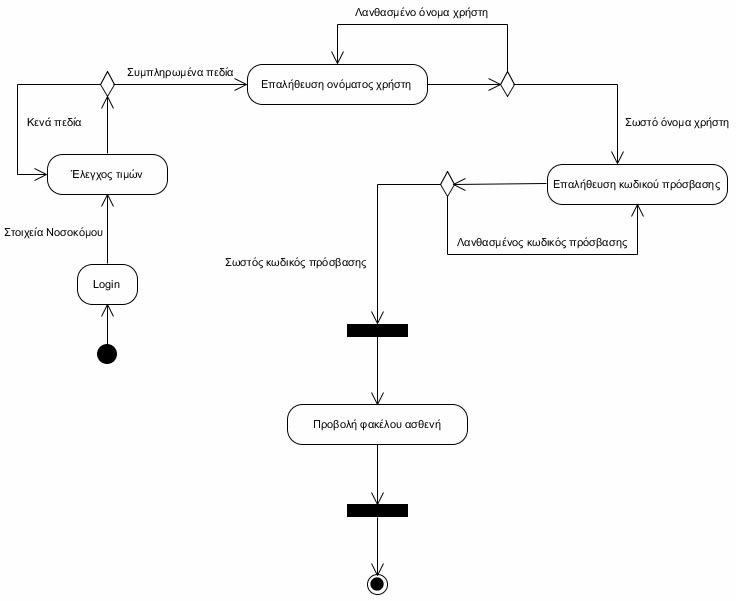 Λανθασμένο όνομα χρήστη
Συμπληρωμένα πεδία
Επαλήθευση ονόματος χρήστη
Κενά πεδία
Σωστό όνομα χρήστη
Έλεγχος τιμών
Επαλήθευση κωδικού πρόσβασης
Στοιχεία Νοσοκόμου
Λανθασμένος κωδικός πρόσβασης
Σωστός κωδικός πρόσβασης
Login
Προβολή φακέλου ασθενή